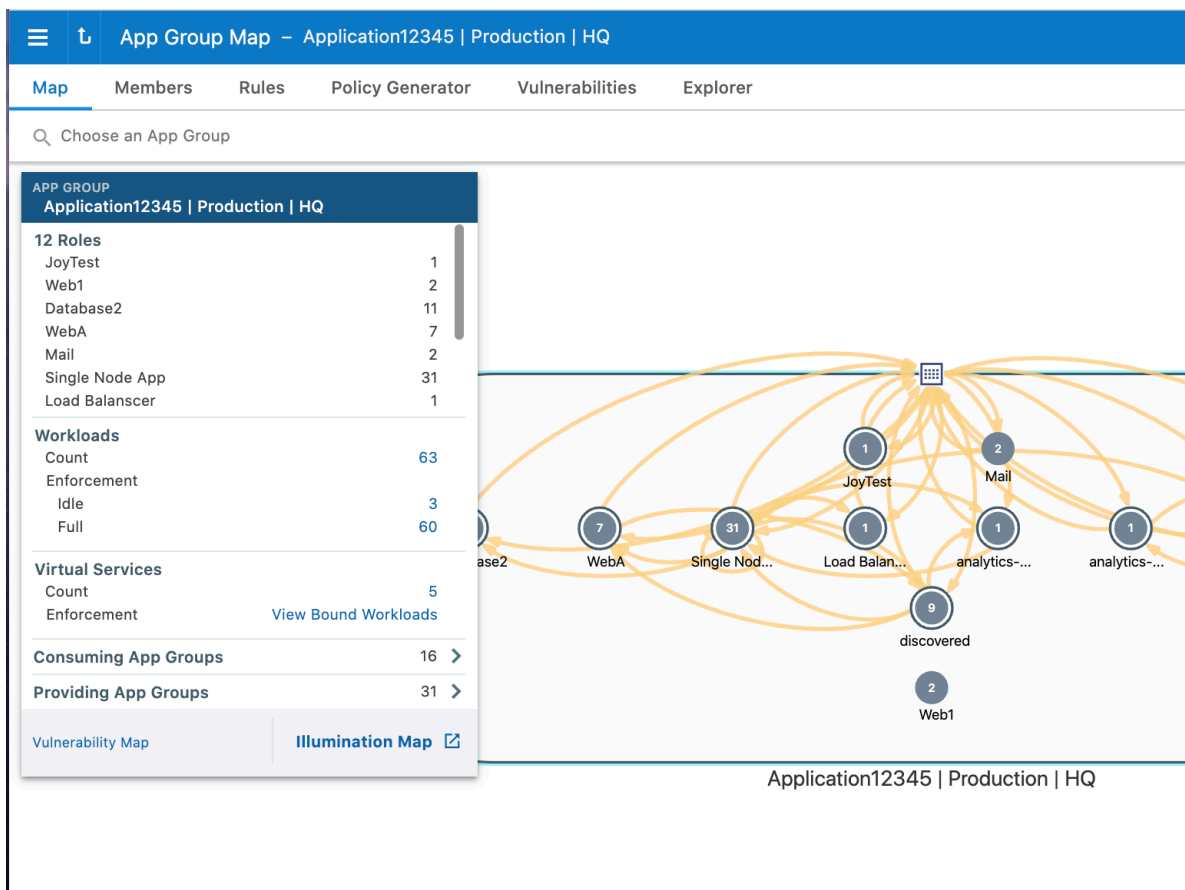 App Group Map – Application12345 | Production | HQ
Map Members Rules Policy Generator Vulnerabilities Explorer
Choose an App Group
APP GROUP
Application12345 | Production | HQ
12 Roles
JoyTest 1
Web1 2
Database2 11
WebA 7
Mail 2
Single Node App 31
Load Balanscer 1
Workloads
Count 63
Enforcement
Idle 3
Full 60
Virtual Services
Count 5
Enforcement View Bound Workloads
Consuming App Groups 16
Providing App Groups 31
Vulnerability Map Illumination Map
1 2
JoyTest Mail
7 31 1 1 1
ase2 WebA Single Nod... Load Balan... analytics-... analytics-...
9
discovered
2
Web1
Application12345 | Production | HQ